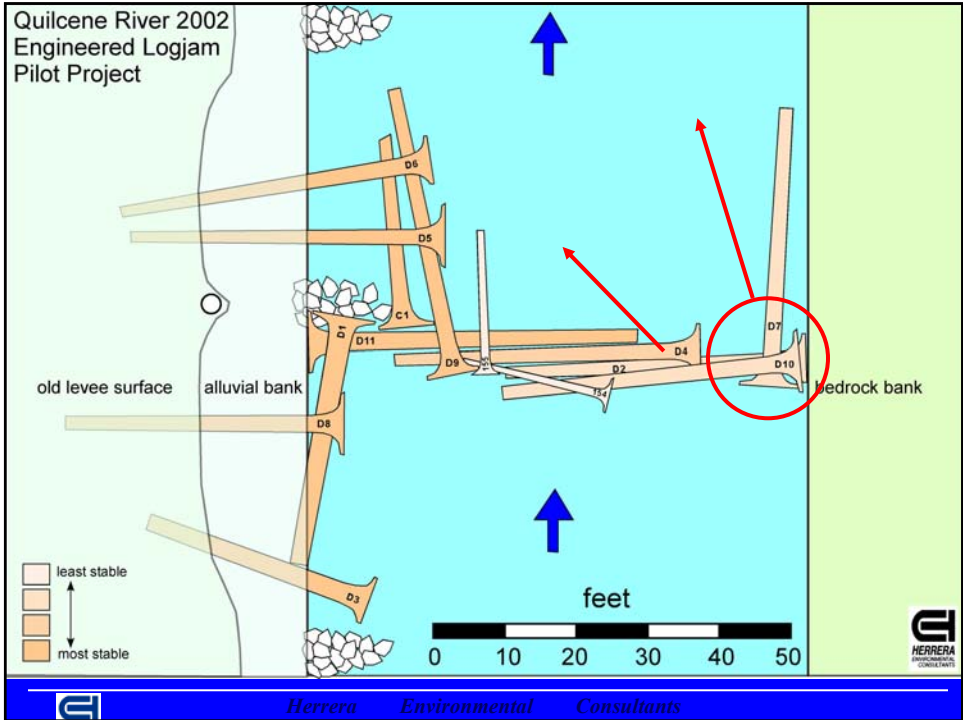 Quilcene River 2002
Engineered Logjam
Pilot Project
D6
D5
D7
C1
D1
D11
D4
D9
155
D2
D10
154
old levee surface
alluvial bank
bedrock bank
D8
D3
least stable
most stable
feet
0 10 20 30 40 50
HERRERA
ENVIRONMENTAL
CONSULTANTS
Herrera Environmental Consultants